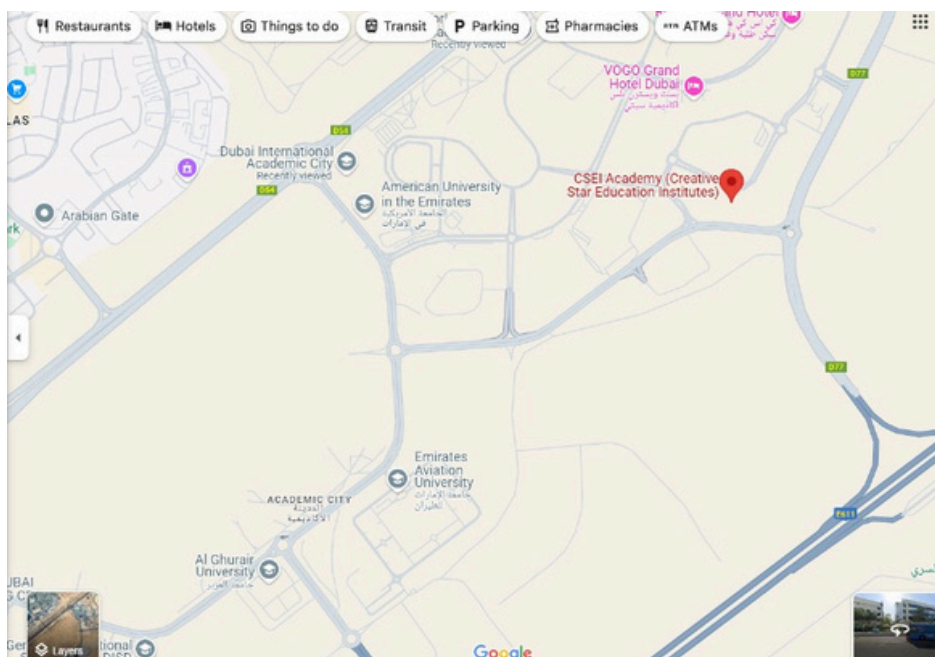 Restaurants
Hotels
Things to do
Transit
Parking
Pharmacies
ATMs
Recently viewed
Hotel
D77
VOGO Grand
Hotel Dubai
LAS
D54
Dubai International
Academic City
Recently viewed
D54
CSEI Academy (Creative
Star Education Institutes)
American University
in the Emirates
الجامعة الأمريكية
في الإمارات
Arabian Gate
D77
Emirates
Aviation
University
جامعة الإمارات
للطيران
ACADEMIC CITY
المدينة
الأكاديمية
E611
Al Ghurair
University
جامعة الغرير
Layers
Google